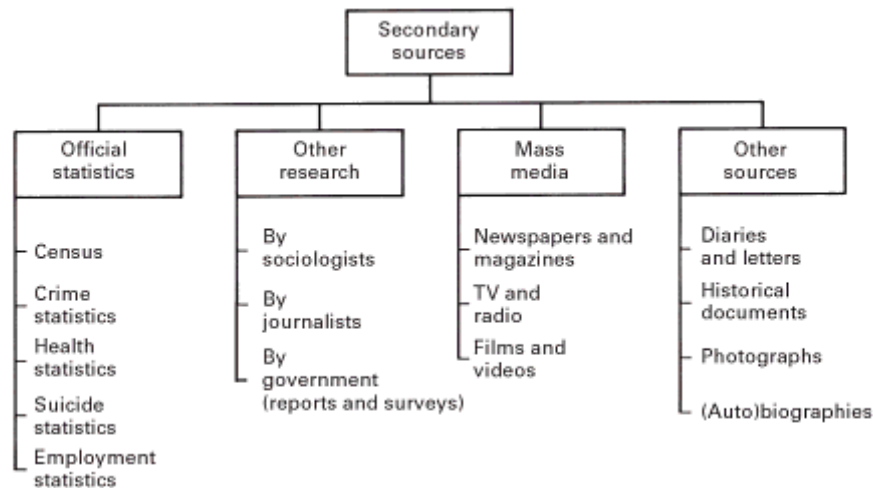 Secondary
sources
Official
statistics
Census
Crime
statistics
Health
statistics
Suicide
statistics
Employment
statistics
Other
research
By
sociologists
By
journalists
By
government
(reports and surveys)
Mass
media
Newspapers and
magazines
TV and
radio
Films and
videos
Other
sources
Diaries
and letters
Historical
documents
Photographs
(Auto)biographies